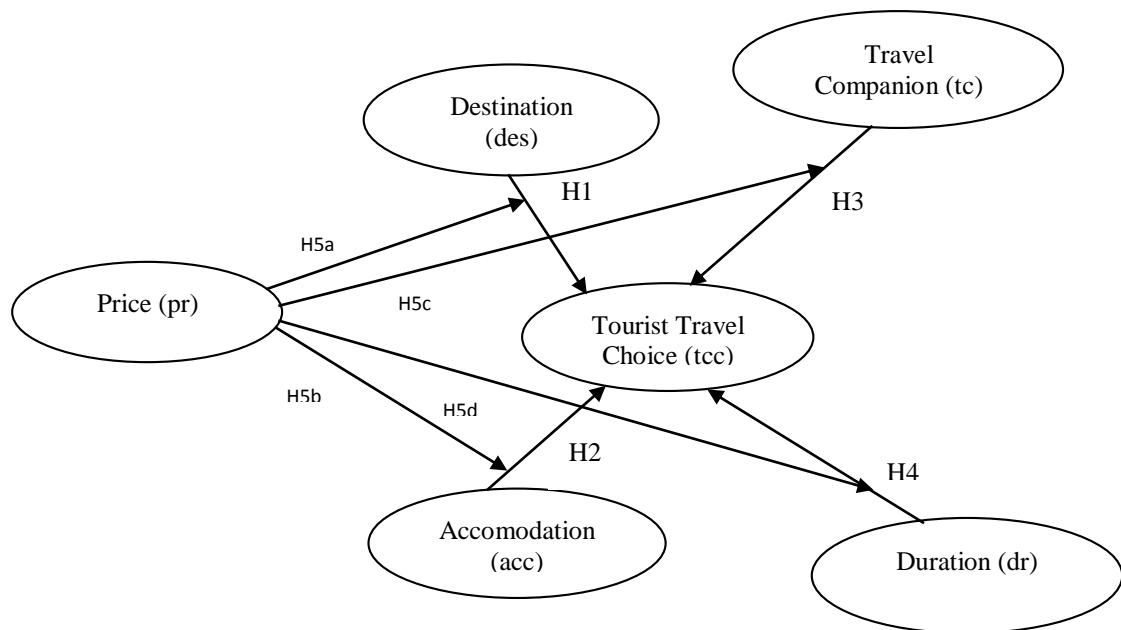 Travel
Companion (tc)
Destination
(des)
H1
H3
H5a
Price (pr)
H5c
Tourist Travel
Choice (tcc)
H5b
H5d
H2
H4
Accomodation
(acc)
Duration (dr)